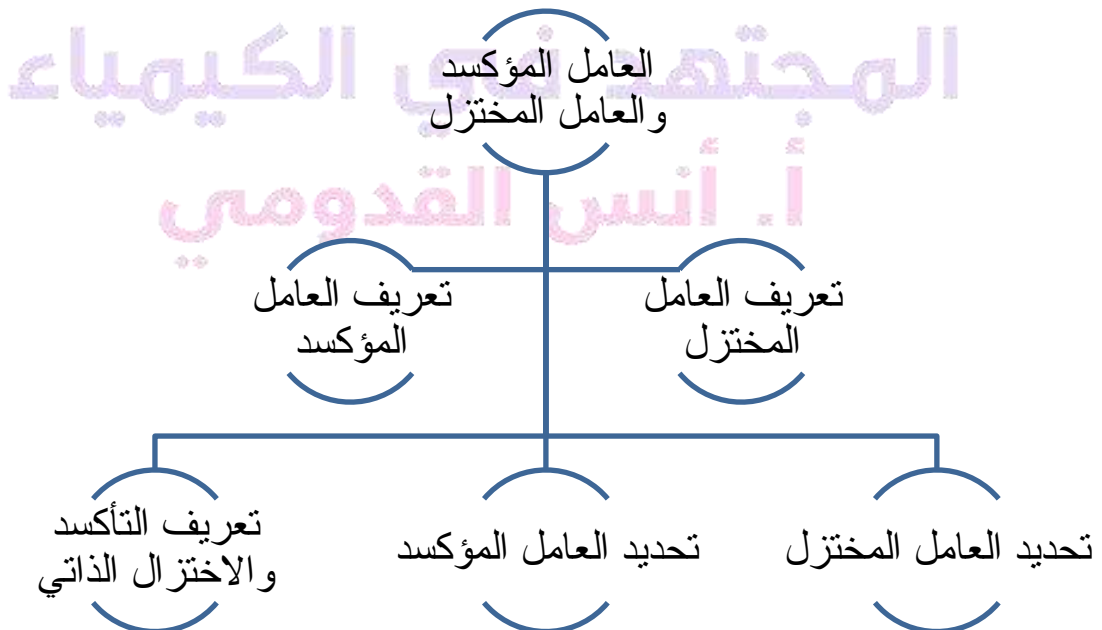 المجتهد في الكيمياء
أ. أنس القدومي
العامل المؤكسد
والعامل المختزل
تعريف العامل
المختزل
تعريف العامل
المؤكسد
تحديد العامل المختزل
تحديد العامل المؤكسد
تعريف التأكسد
والاختزال الذاتي